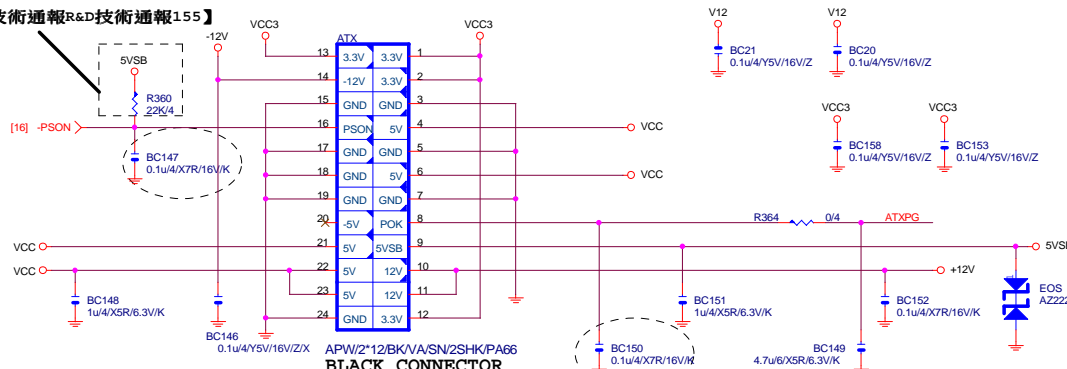 技術通報R&D技術通報155】
VCC3
VCC3
V12
V12
-12V
ATX
5VSB
R360
22K/4
[16] -PSON
BC147
0.1u/4/X7R/16V/K
13 3.3V 3.3V 1
14 -12V 3.3V 2
15 GND GND 3
16 PSON 5V 4
17 GND GND 5
18 GND 5V 6
19 GND GND 7
20 -5V POK 8
21 5V 5VSB 9
22 5V 12V 10
23 5V 12V 11
24 GND 3.3V 12
BC21
0.1u/4/Y5V/16V/Z
BC20
0.1u/4/Y5V/16V/Z
VCC
VCC
VCC3
VCC3
BC158
0.1u/4/Y5V/16V/Z
BC153
0.1u/4/Y5V/16V/Z
R364 0/4 ATXPG
VCC
VCC
5VSB
+12V
BC148
1u/4/X5R/6.3V/K
BC146
0.1u/4/Y5V/16V/Z/X
BC151
1u/4/X5R/6.3V/K
BC152
0.1u/4/X7R/16V/K
EOS
AZ222
BC150
0.1u/4/X7R/16V/K
BC149
4.7u/6/X5R/6.3V/K
APW/2*12/BK/VA/SN/2SHK/PA66
BLACK CONNECTOR